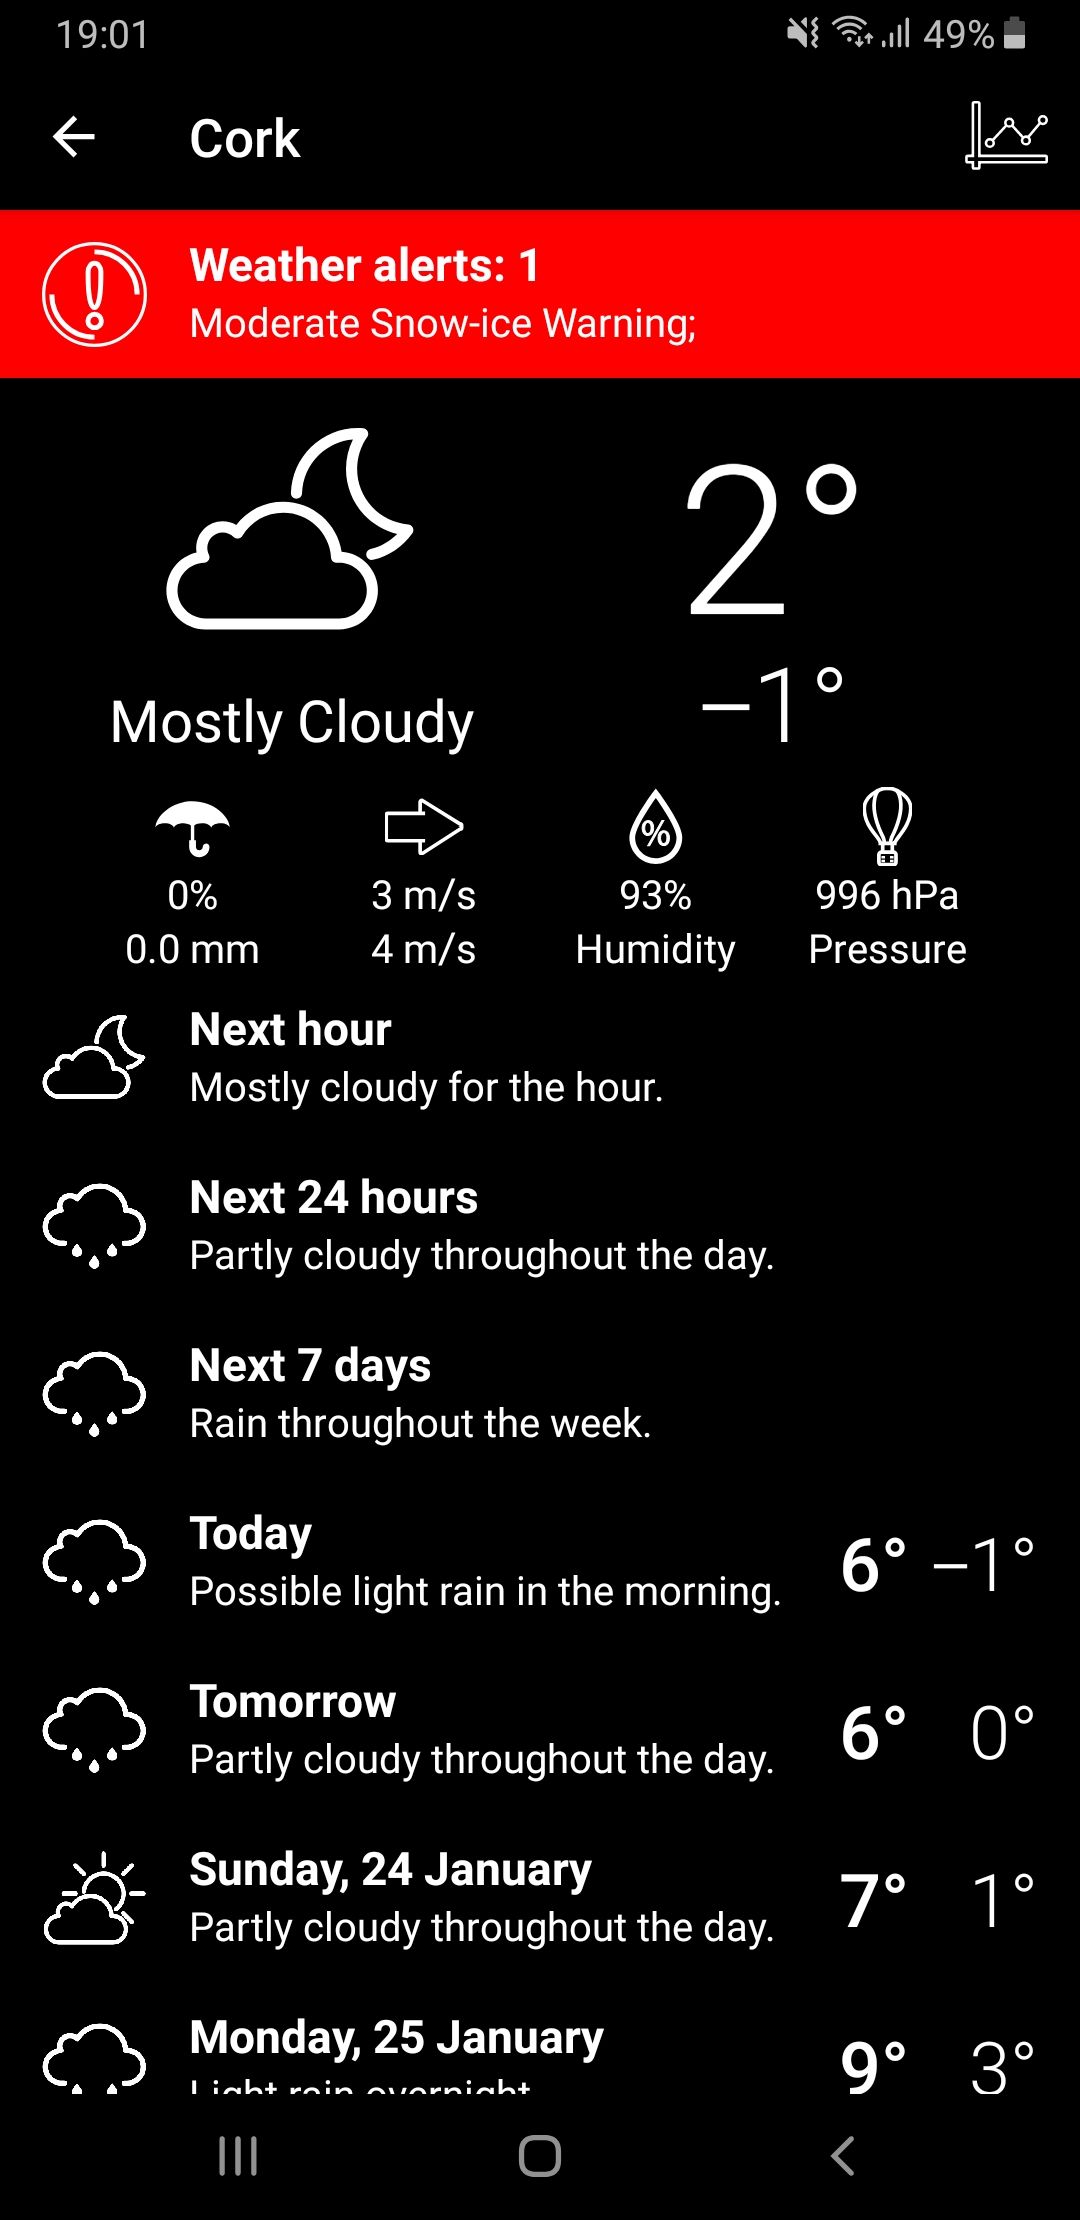 19:01
49%
Cork
Weather alerts: 1
Moderate Snow-ice Warning;
2°
–1°
Mostly Cloudy
0%
3 m/s
%
93%
996 hPa
0.0 mm
4 m/s
Humidity
Pressure
Next hour
Mostly cloudy for the hour.
Next 24 hours
Partly cloudy throughout the day.
Next 7 days
Rain throughout the week.
Today
Possible light rain in the morning.
6° –1°
Tomorrow
Partly cloudy throughout the day.
6° 0°
Sunday, 24 January
Partly cloudy throughout the day.
7° 1°
Monday, 25 January
Light rain overnight
9° 3°